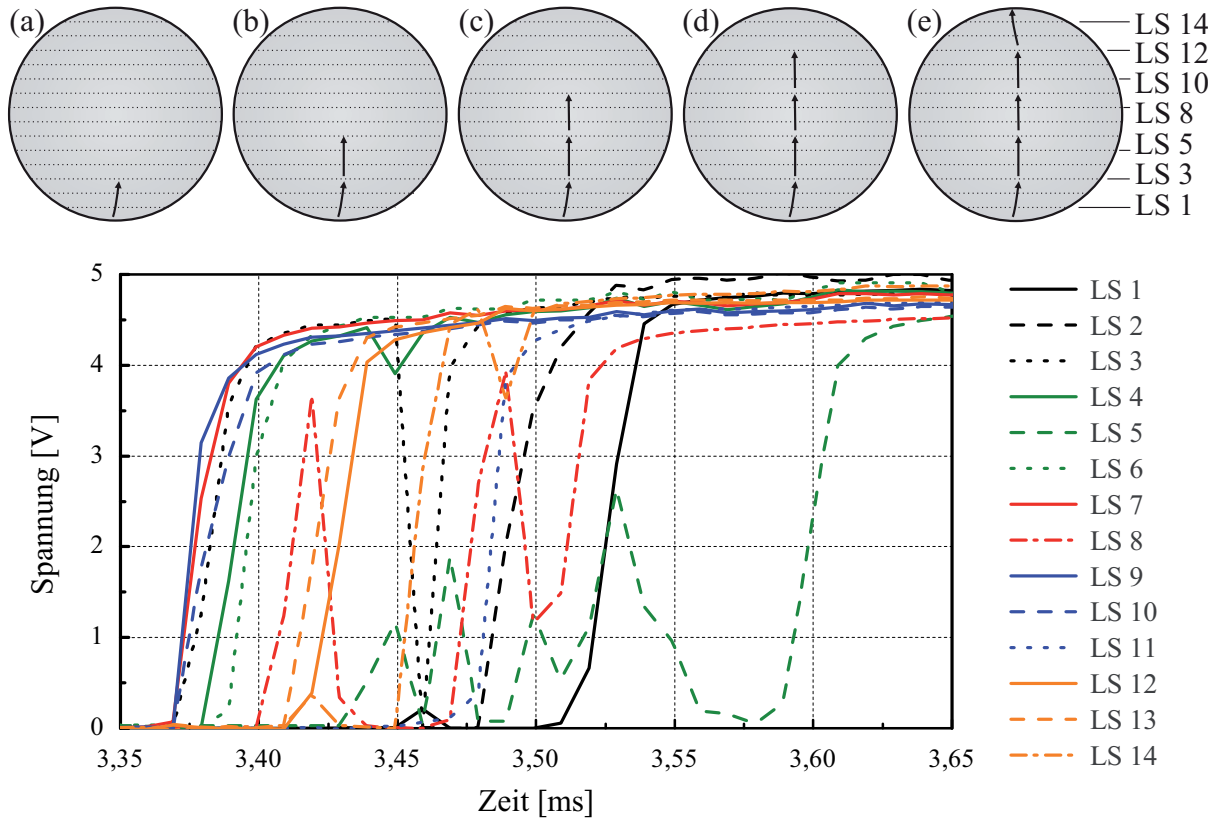 (a) (b) (c) (d) (e)
LS 14
LS 12
LS 10
LS 8
LS 5
LS 3
LS 1
5
4
3
2
1
0
Spannung [V]
3,35 3,40 3,45 3,50 3,55 3,60 3,65
Zeit [ms]
LS 1
LS 2
LS 3
LS 4
LS 5
LS 6
LS 7
LS 8
LS 9
LS 10
LS 11
LS 12
LS 13
LS 14